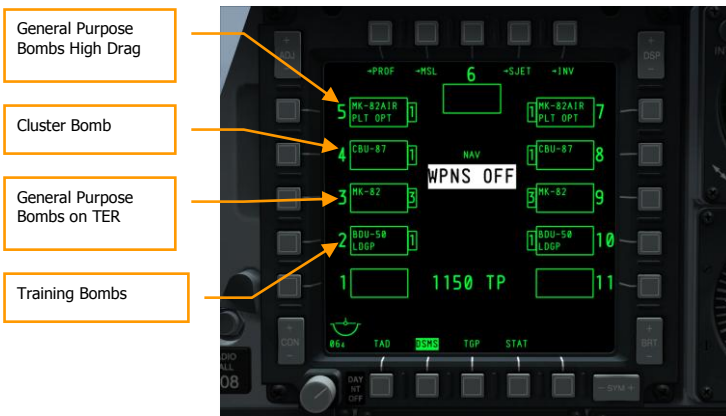 General Purpose
Bombs High Drag
Cluster Bomb
General Purpose
Bombs on TER
Training Bombs
+
ADJ
-
+
DSP
-
→PROF →MSL 6 →SJET →INV
5 MK-82AIR 1
PLT OPT
1 MK-82AIR 7
PLT OPT
4 CBU-87 1
NAV
1 CBU-87 8
WPNS OFF
3 MK-82 3
3 MK-82 9
2 BDU-50 1
LDGP
1 BDU-50 10
LDGP
1
1150 TP
11
TAD DSMS TGP STAT
+
CON
-
+
BRT
-
DAY
NT
OFF
- SYM +